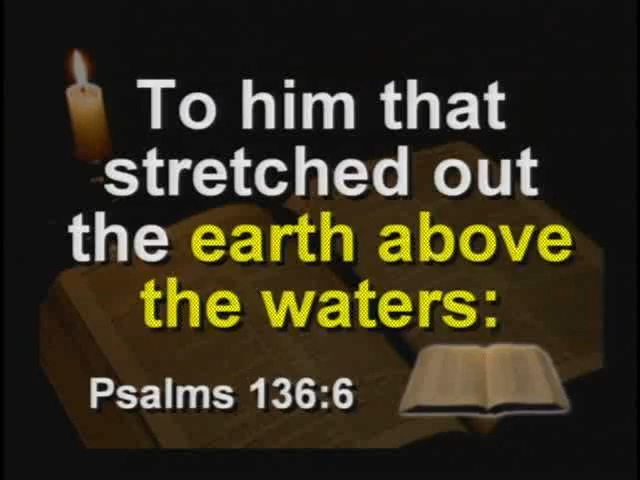 To him that
stretched out
the earth above
the waters:
Psalms 136:6